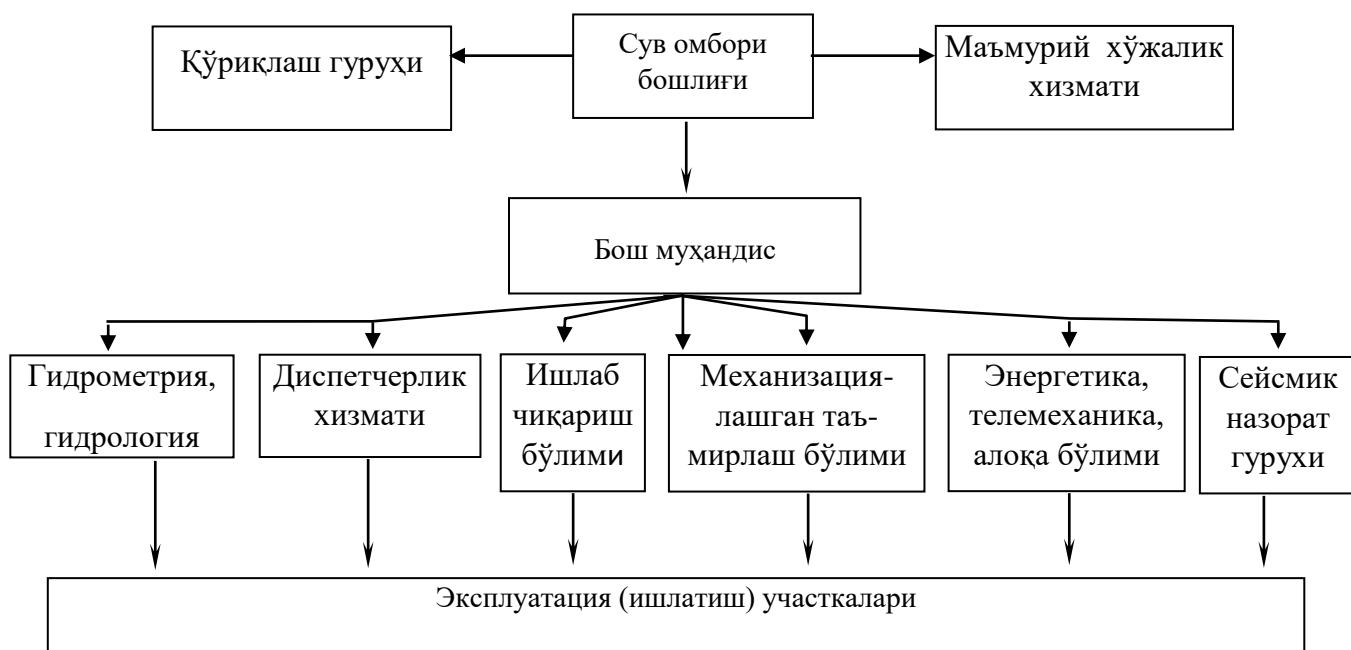 Қўриқлаш гуруҳи
Сув омбори
бошлиғи
Маъмурий хўжалик
хизмати
Бош муҳандис
Гидрометрия,
гидрология
Диспетчерлик
хизмати
Ишлаб
чиқариш
бўлими
Механизация-
лашган таъ-
мирлаш бўлими
Энергетика,
телемеханика,
алоқа бўлими
Сейсмик
назорат
гурухи
Эксплуатация (ишлатиш) участкалари